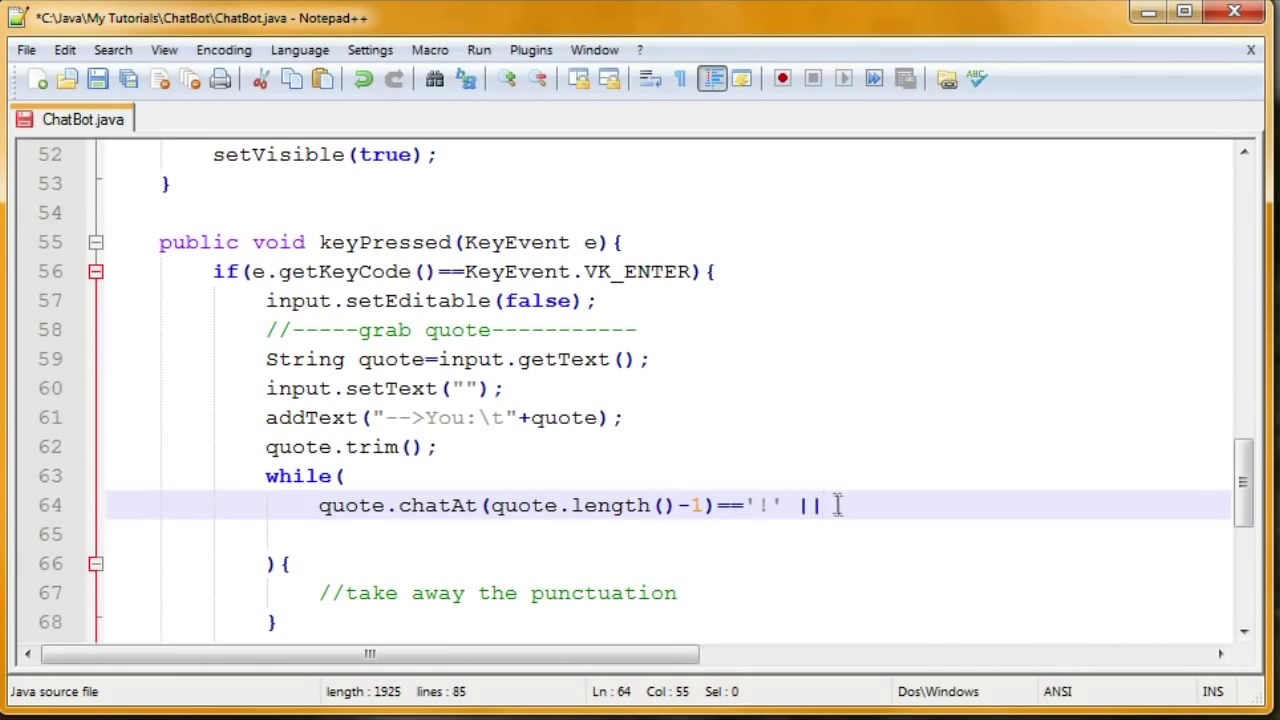 *C:\Java\My Tutorials\ChatBot\ChatBot.java - Notepad++
File Edit Search View Encoding Language Settings Macro Run Plugins Window ? X
ABC
ChatBot.java
52 setVisible(true);
53 }
54
55 public void keyPressed(KeyEvent e){
56 if(e.getKeyCode()==KeyEvent.VK_ENTER){
57 input.setEditable(false);
58 //-----grab quote-----------
59 String quote=input.getText();
60 input.setText("");
61 addText("-->You:\t"+quote);
62 quote.trim();
63 while(
64 quote.chatAt(quote.length()-1)=='!' ||
65
66 ){
67 //take away the punctuation
68 }
Java source file length : 1925 lines : 85 Ln : 64 Col : 55 Sel : 0 Dos\Windows ANSI INS